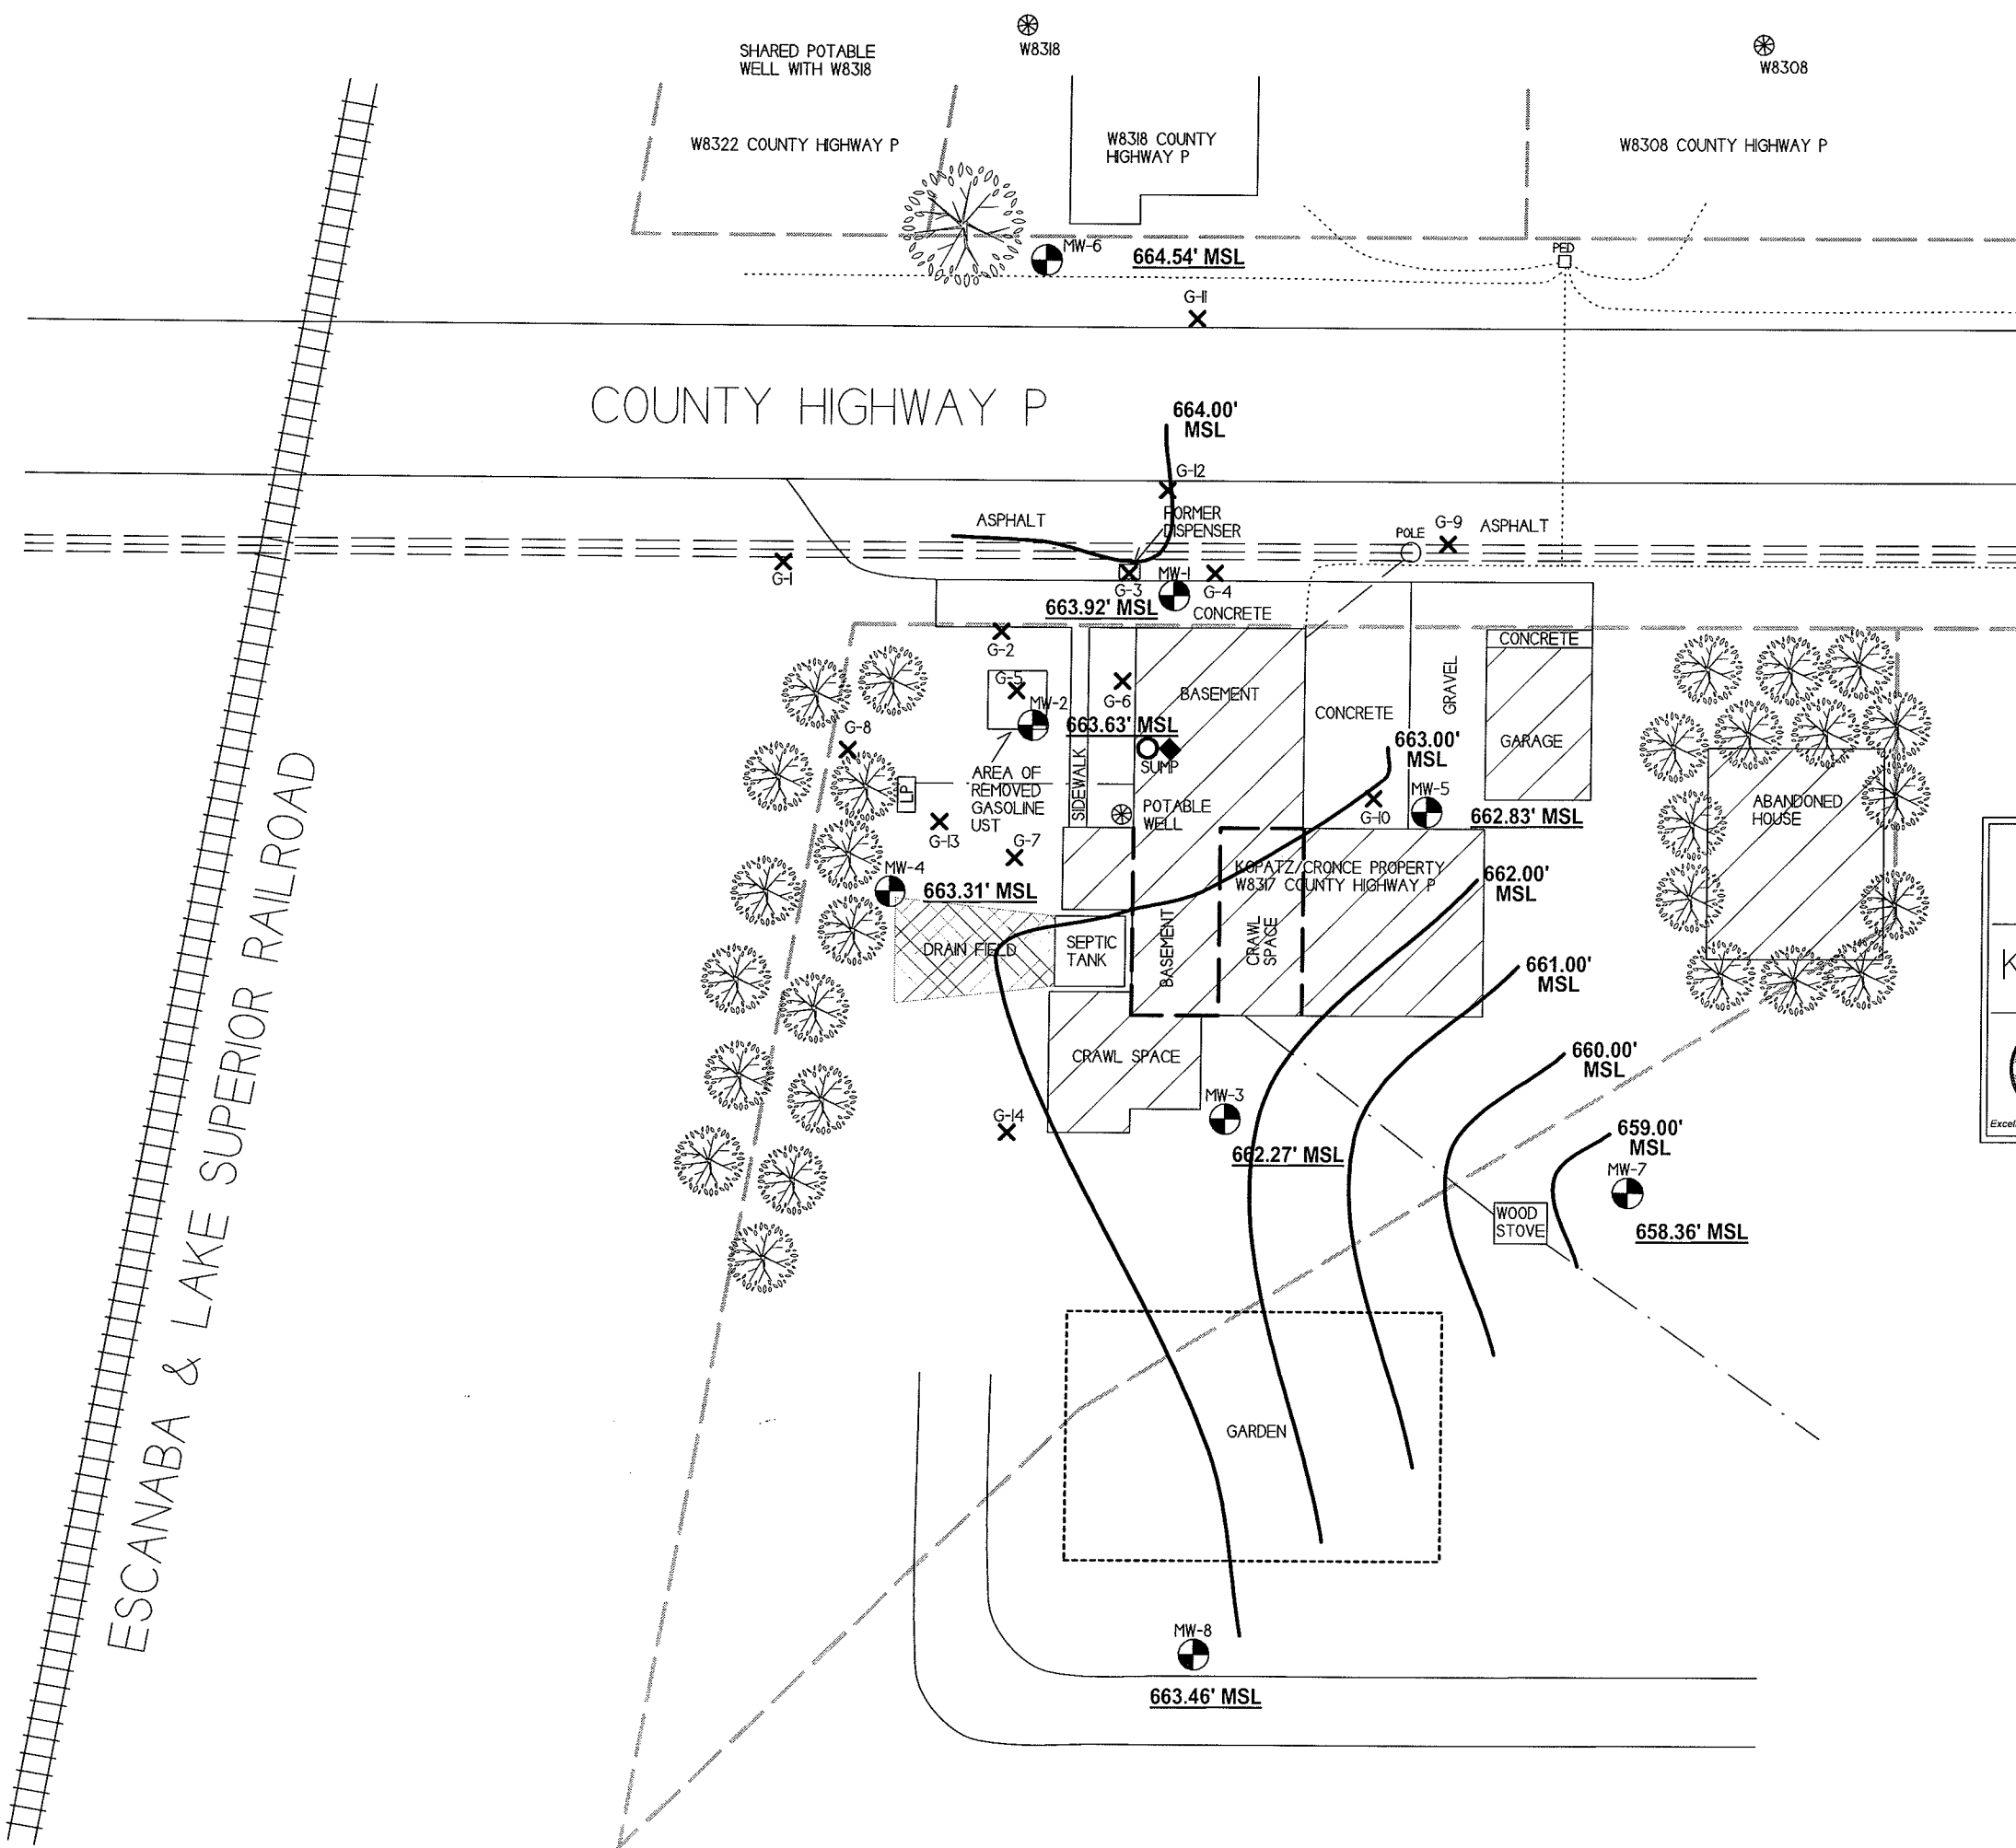 SHARED POTABLE
WELL WITH W8318
W8318
W8308
W8322 COUNTY HIGHWAY P
W8318 COUNTY
HIGHWAY P
W8308 COUNTY HIGHWAY P
MW-6
664.54' MSL
PED
G-11
COUNTY HIGHWAY P
664.00'
MSL
G-12
ASPHALT
FORMER
DISPENSER
POLE
G-9
ASPHALT
G-1
G-3
MW-1
G-4
663.92' MSL
CONCRETE
G-2
CONCRETE
G-5
MW-2
G-6
BASEMENT
663.63' MSL
CONCRETE
GRAVEL
GARAGE
G-8
SUMP
663.00'
MSL
LP
AREA OF
REMOVED
GASOLINE
UST
SIDEWALK
POTABLE
WELL
G-10
MW-5
662.83' MSL
ABANDONED
HOUSE
G-13
G-7
MW-4
663.31' MSL
KOPATZ/CRONCE PROPERTY
W8317 COUNTY HIGHWAY P
662.00'
MSL
DRAIN FIELD
SEPTIC
TANK
BASEMENT
CRAWL
SPACE
661.00'
MSL
K
CRAWL SPACE
660.00'
MSL
MW-3
G-14
662.27' MSL
659.00'
MSL
MW-7
Excel
WOOD
STOVE
658.36' MSL
ESCANABA & LAKE SUPERIOR RAILROAD
GARDEN
MW-8
663.46' MSL